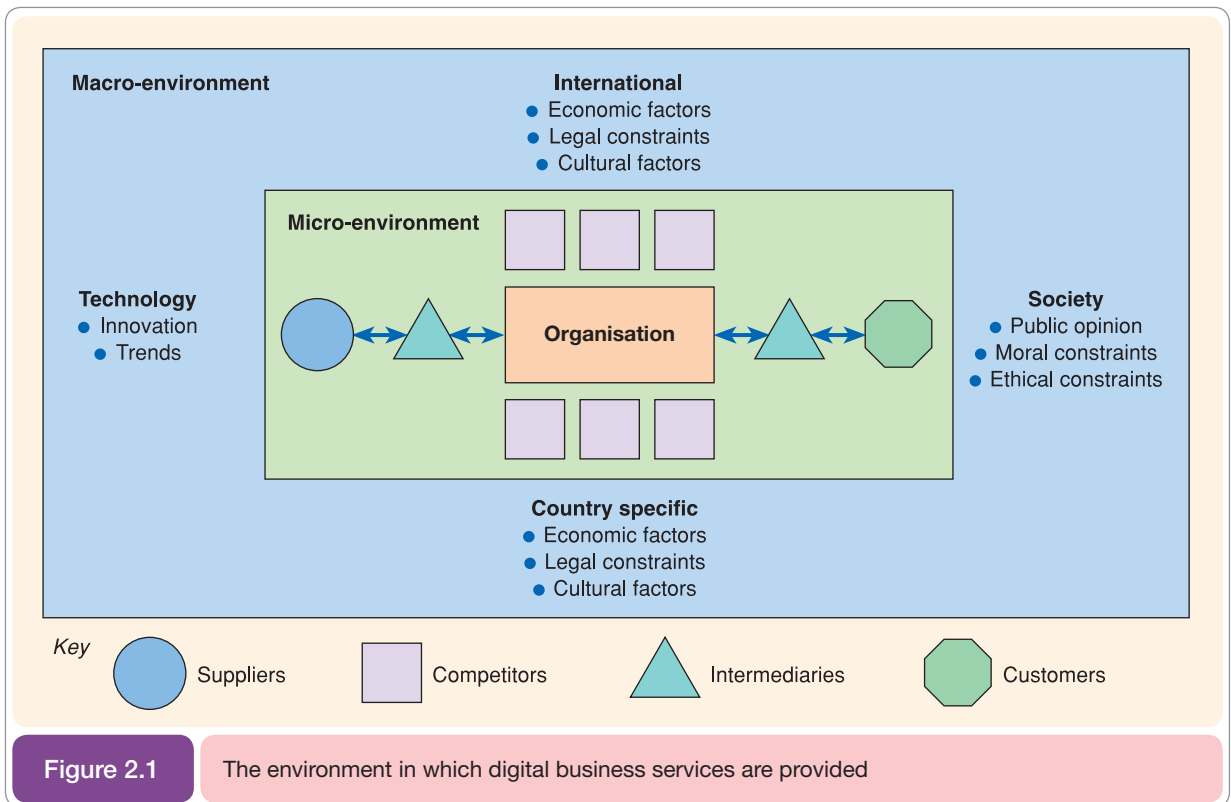 Macro-environment
International
• Economic factors
• Legal constraints
• Cultural factors
Micro-environment
Technology
• Innovation
• Trends
Organisation
Society
• Public opinion
• Moral constraints
• Ethical constraints
Country specific
• Economic factors
• Legal constraints
• Cultural factors
Key
Suppliers
Competitors
Intermediaries
Customers
Figure 2.1
The environment in which digital business services are provided